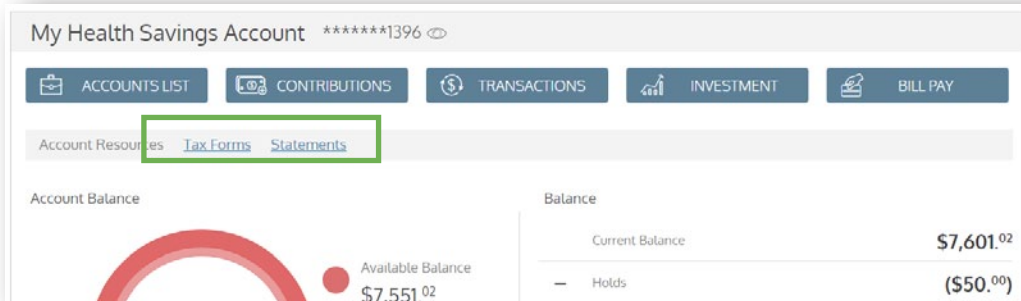 My Health Savings Account *******1396
ACCOUNTS LIST CONTRIBUTIONS TRANSACTIONS INVESTMENT BILL PAY
Account Resources Tax Forms Statements
Account Balance
Available Balance
$7,551.02
Balance
Current Balance $7,601.02
— Holds ($50.00)